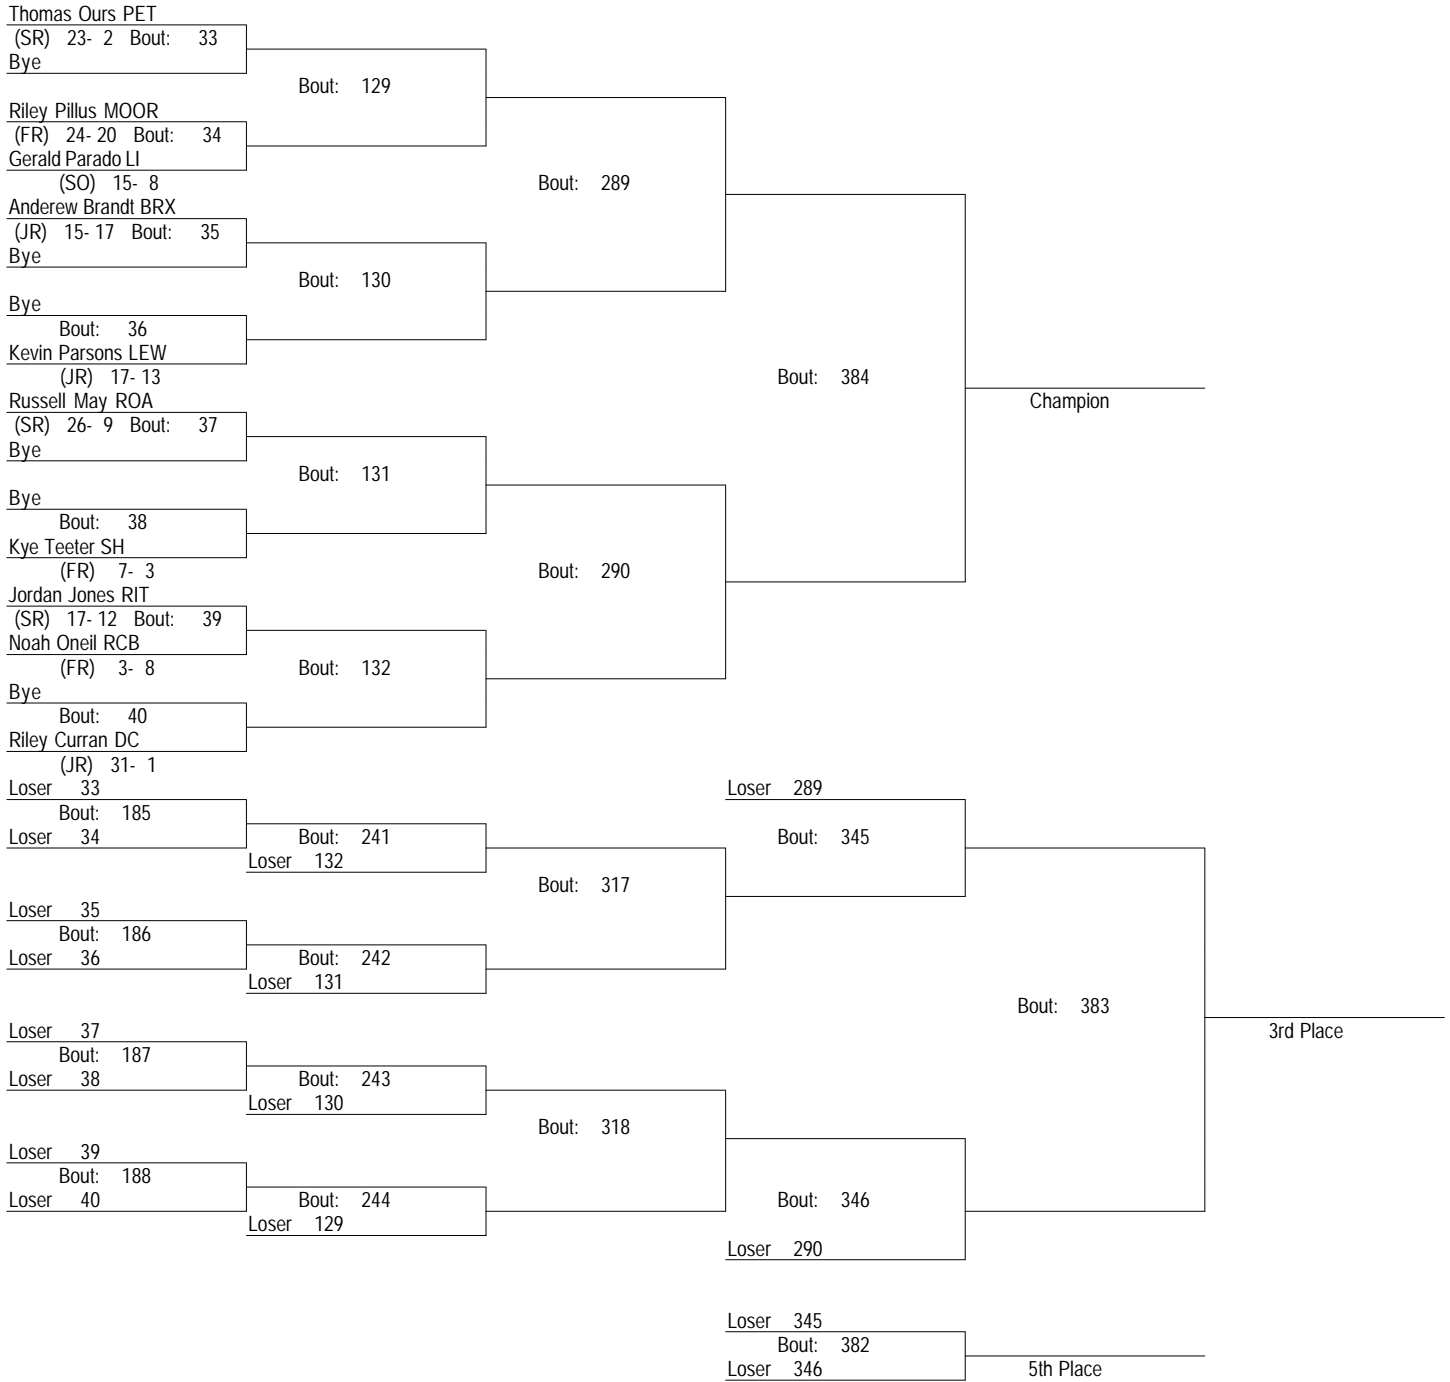 Thomas Ours PET
(SR) 23- 2 Bout: 33
Bye
Bout: 129
Riley Pillus MOOR
(FR) 24- 20 Bout: 34
Gerald Parado LI
(SO) 15- 8
Bout: 289
Anderew Brandt BRX
(JR) 15- 17 Bout: 35
Bye
Bout: 130
Bye
Bout: 36
Kevin Parsons LEW
(JR) 17- 13
Bout: 384
Champion
Russell May ROA
(SR) 26- 9 Bout: 37
Bye
Bout: 131
Bye
Bout: 38
Kye Teeter SH
(FR) 7- 3
Bout: 290
Jordan Jones RIT
(SR) 17- 12 Bout: 39
Noah Oneil RCB
(FR) 3- 8
Bout: 132
Bye
Bout: 40
Riley Curran DC
(JR) 31- 1
Loser 33
Bout: 185
Loser 34
Bout: 241
Loser 132
Loser 289
Bout: 345
Bout: 317
Loser 35
Bout: 186
Loser 36
Bout: 242
Loser 131
Bout: 383
3rd Place
Loser 37
Bout: 187
Loser 38
Bout: 243
Loser 130
Bout: 318
Loser 39
Bout: 188
Loser 40
Bout: 244
Loser 129
Bout: 346
Loser 290
Loser 345
Bout: 382
Loser 346
5th Place